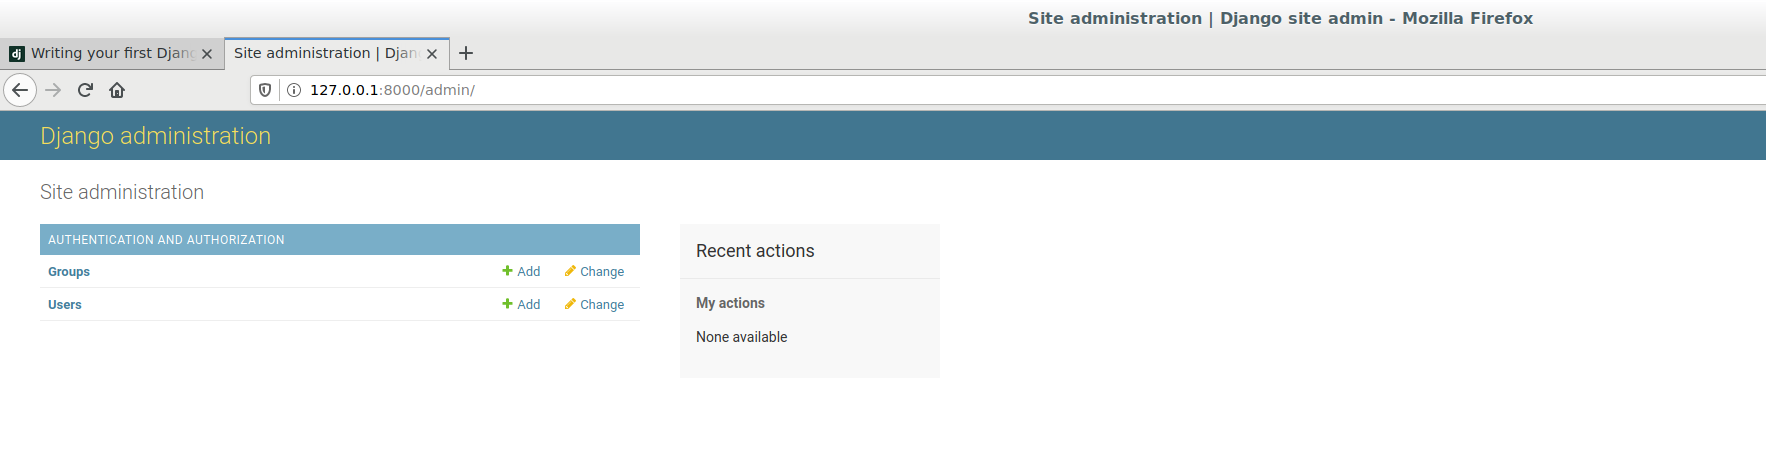 Site administration | Django site admin - Mozilla Firefox
dj Writing your first Djang
Site administration | Djan
127.0.0.1:8000/admin/
Django administration
Site administration
AUTHENTICATION AND AUTHORIZATION
Groups Add Change
Users Add Change
Recent actions
My actions
None available